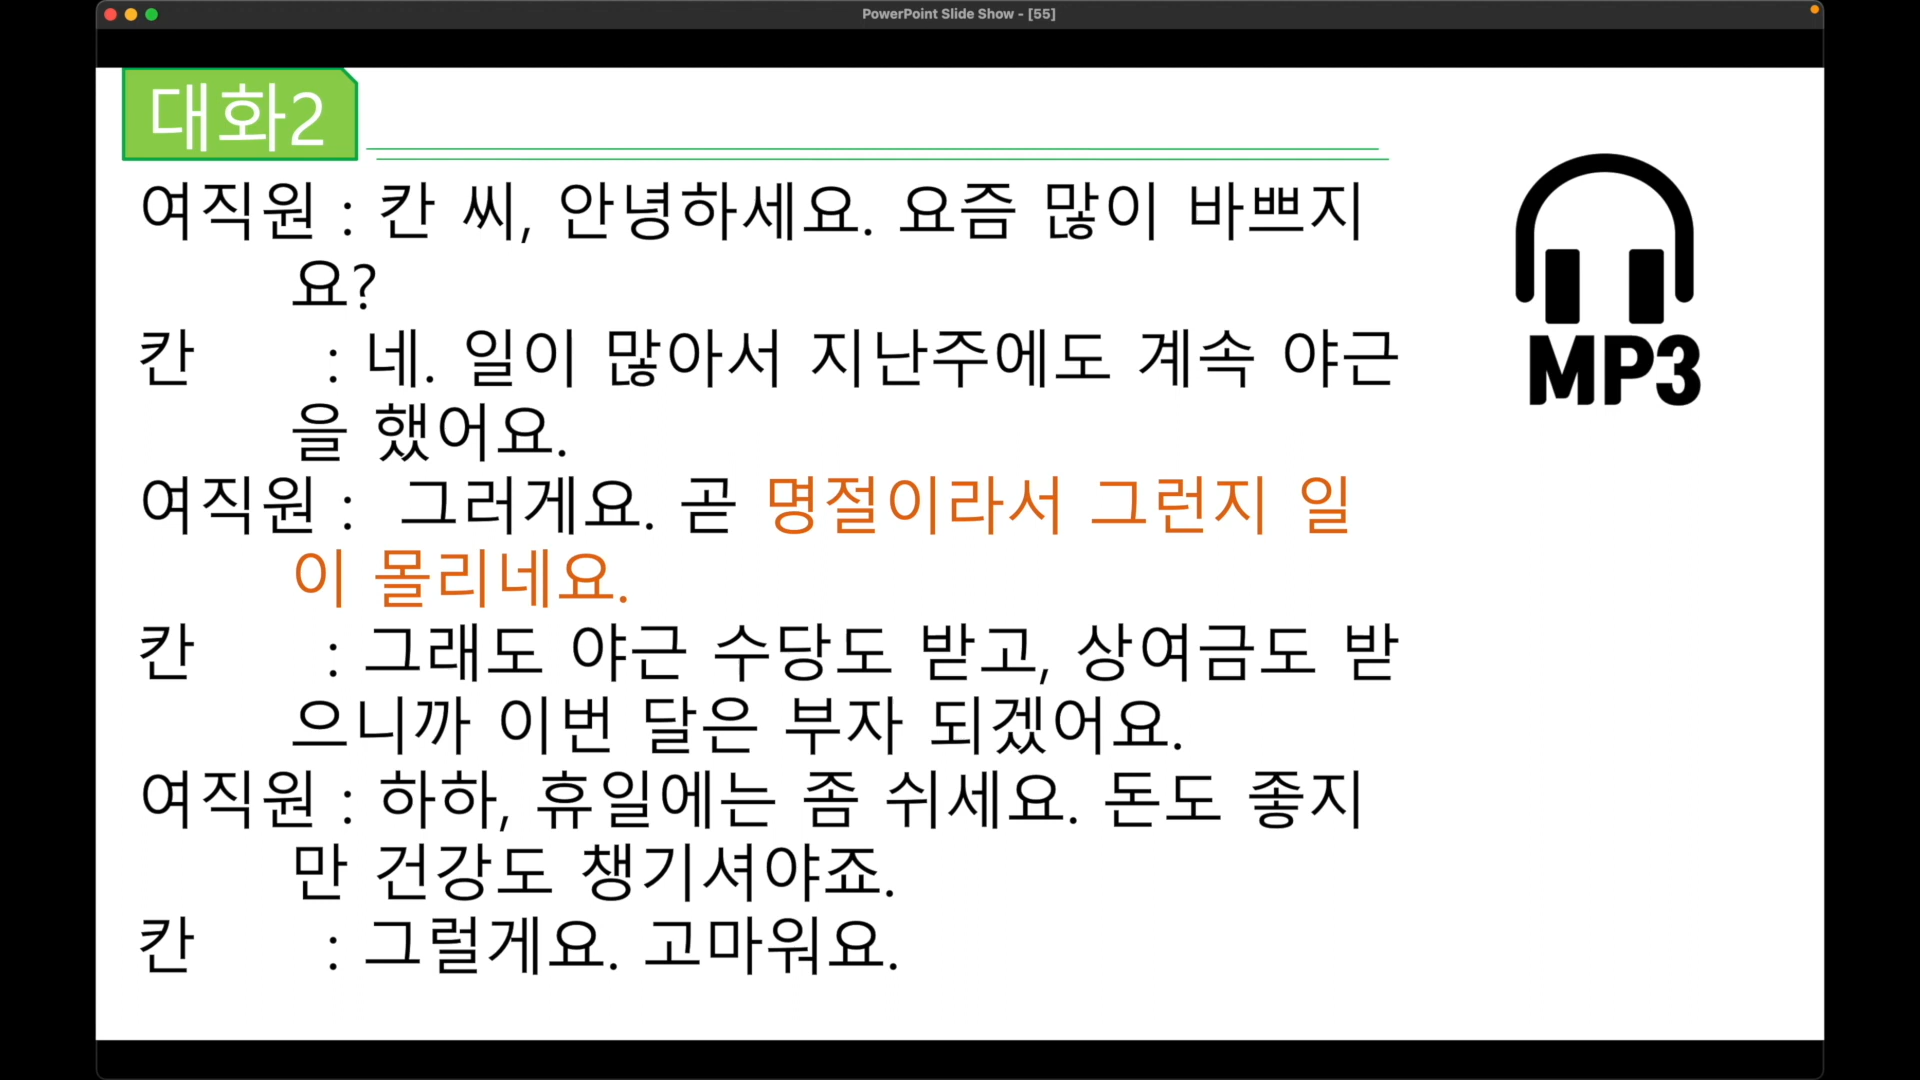 PowerPoint Slide Show - [55]
대화2
여직원 : 칸 씨, 안녕하세요. 요즘 많이 바쁘지
요?
칸 : 네. 일이 많아서 지난주에도 계속 야근
을 했어요.
여직원 : 그러게요. 곧 명절이라서 그런지 일
이 몰리네요.
칸 : 그래도 야근 수당도 받고, 상여금도 받
으니까 이번 달은 부자 되겠어요.
여직원 : 하하, 휴일에는 좀 쉬세요. 돈도 좋지
만 건강도 챙기셔야죠.
칸 : 그럴게요. 고마워요.
MP3